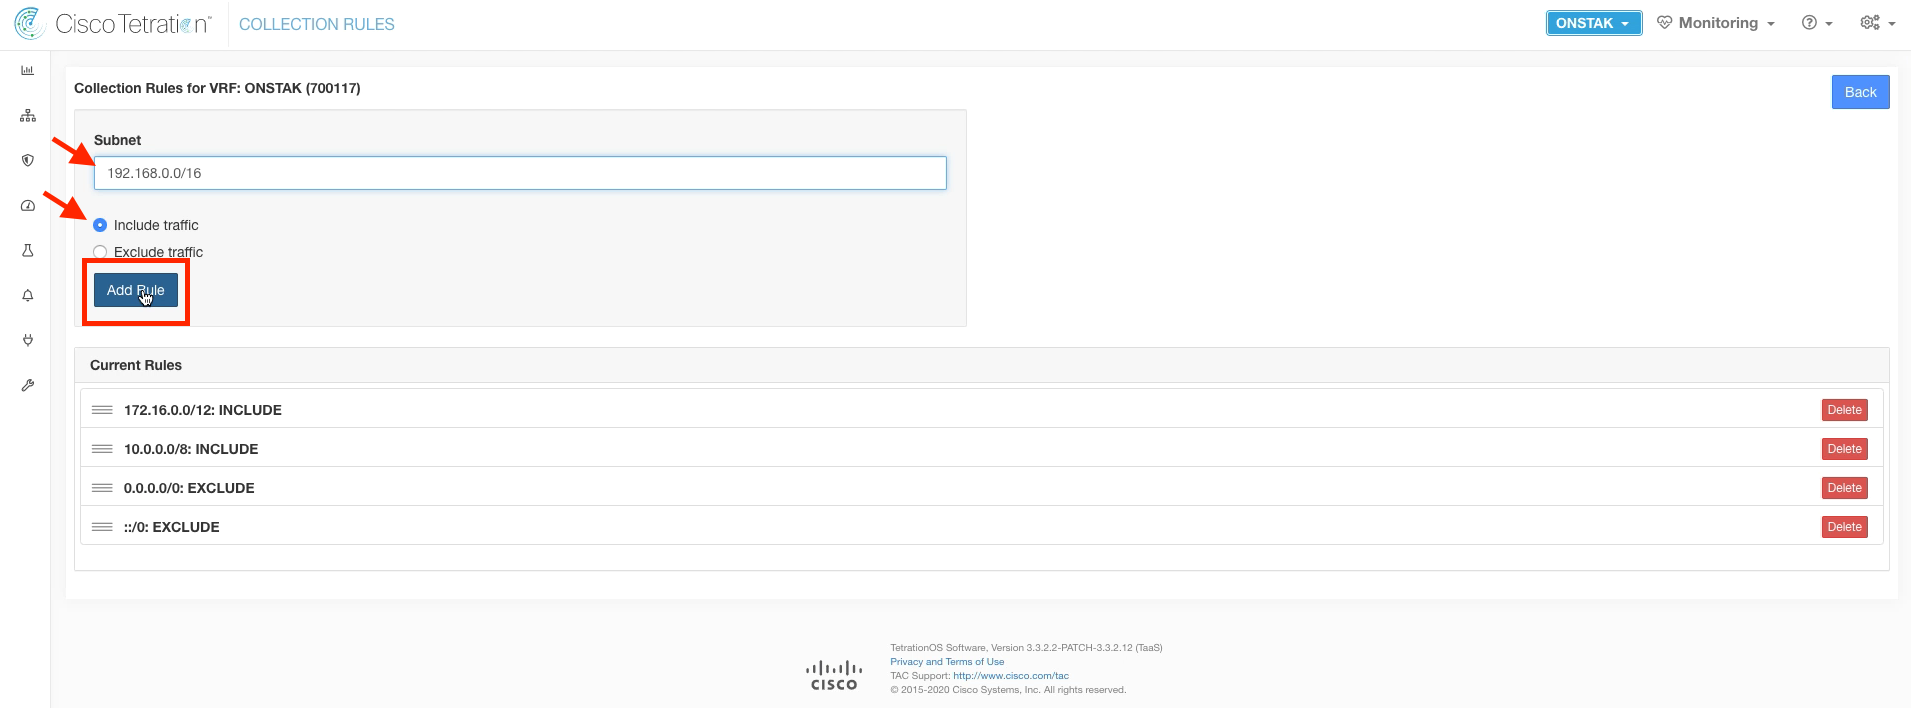 Cisco Tetration™
COLLECTION RULES
ONSTAK
Monitoring
Collection Rules for VRF: ONSTAK (700117)
Back
Subnet
192.168.0.0/16
Include traffic
Exclude traffic
Add Rule
Current Rules
172.16.0.0/12: INCLUDE
Delete
10.0.0.0/8: INCLUDE
Delete
0.0.0.0/0: EXCLUDE
Delete
::/0: EXCLUDE
Delete
CISCO
TetrationOS Software, Version 3.3.2.2-PATCH-3.3.2.12 (TaaS)
Privacy and Terms of Use
TAC Support: http://www.cisco.com/tac
© 2015-2020 Cisco Systems, Inc. All rights reserved.